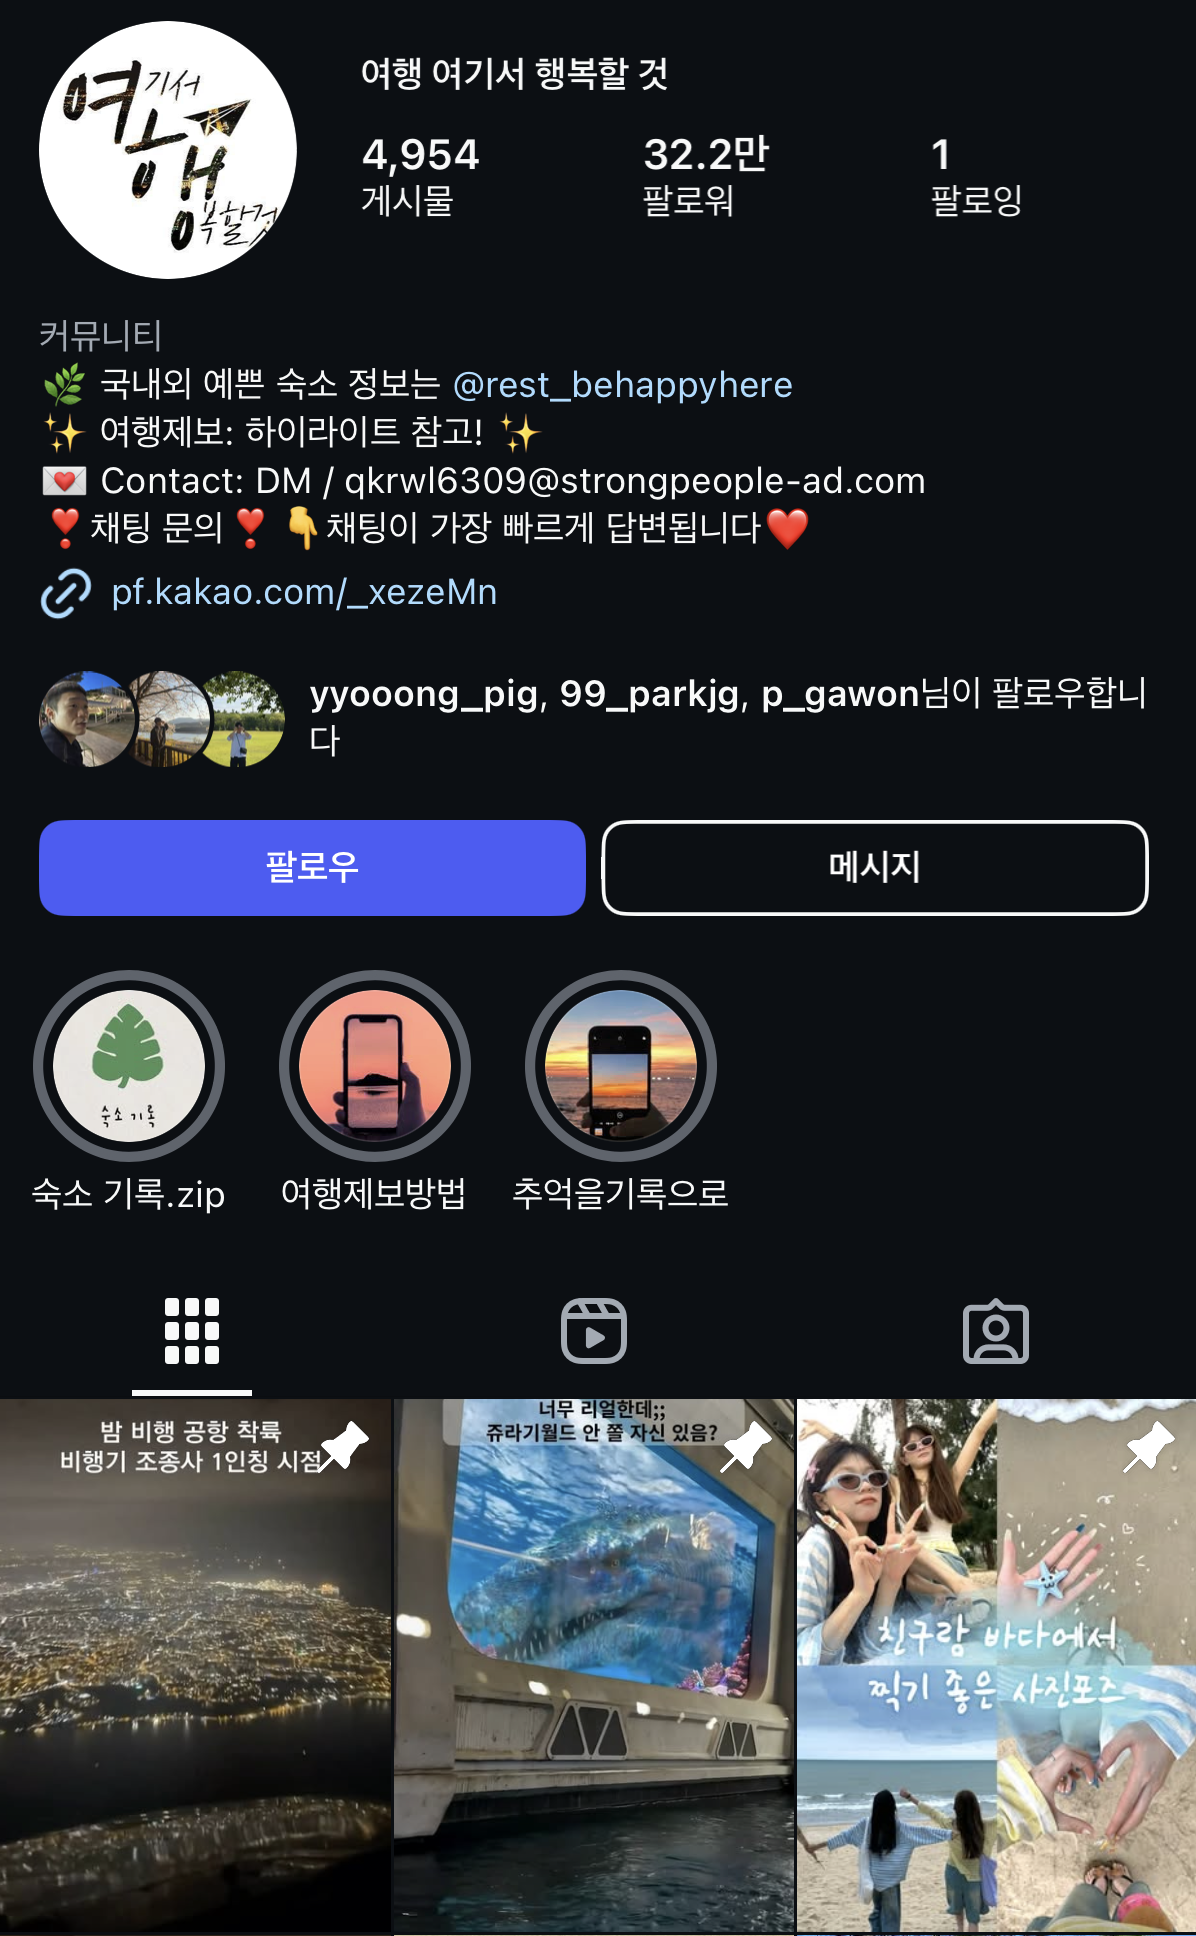 여기서
행복할것
여행 여기서 행복할 것
4,954
32.2만
1
게시물
팔로워
팔로잉
커뮤니티
🌿 국내외 예쁜 숙소 정보는 @rest_behappyhere
✨ 여행제보: 하이라이트 참고! ✨
💌 Contact: DM / qkrwl6309@strongpeople-ad.com
❣️채팅 문의❣️ 👇채팅이 가장 빠르게 답변됩니다❤️
pf.kakao.com/_xezeMn
yyooong_pig, 99_parkjg, p_gawon님이 팔로우합니
다
팔로우
메시지
숙소 기록
숙소 기록.zip
여행제보방법
추억을기록으로
밤 비행 공항 착륙
비행기 조종사 1인칭 시점
너무 리얼한데;;
쥬라기월드 안 쫄 자신 있음?
친구랑 바다에서
찍기 좋은 사진포즈